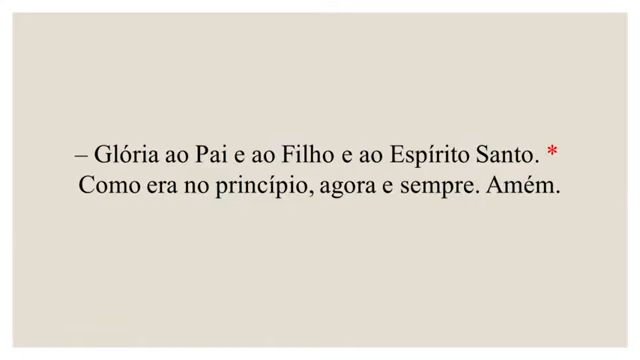 – Glória ao Pai e ao Filho e ao Espírito Santo. *
Como era no princípio, agora e sempre. Amém.